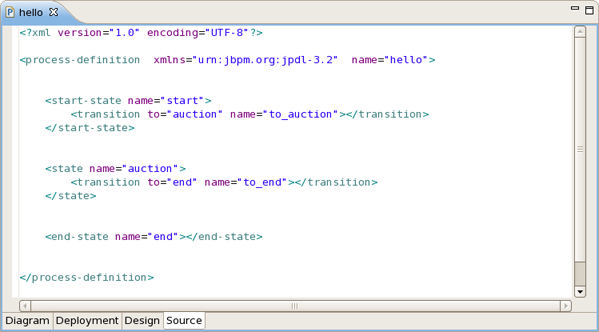 hello
<?xml version="1.0" encoding="UTF-8"?>
<process-definition  xmlns="urn:jbpm.org:jpdl-3.2"  name="hello">
<start-state name="start">
<transition to="auction" name="to_auction"></transition>
</start-state>
<state name="auction">
<transition to="end" name="to_end"></transition>
</state>
<end-state name="end"></end-state>
</process-definition>
Diagram Deployment Design Source